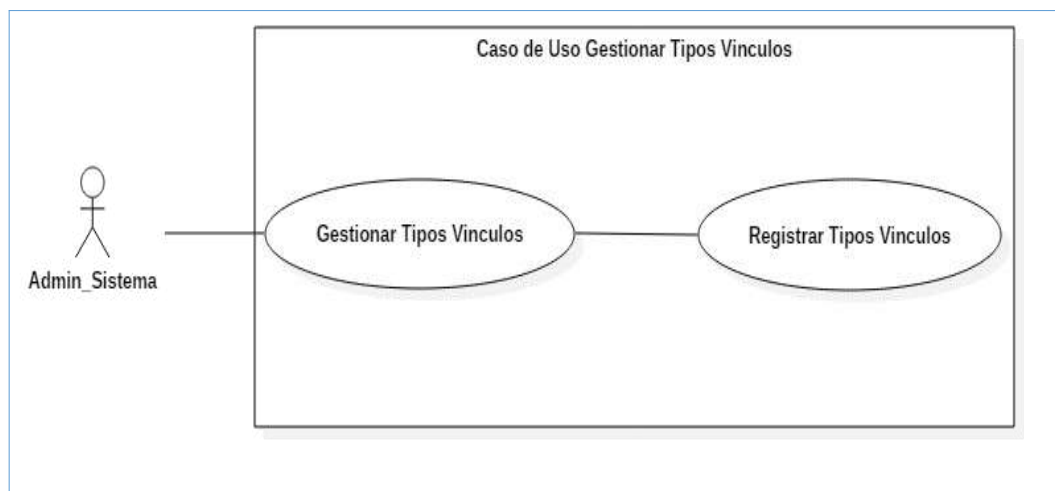 Caso de Uso Gestionar Tipos Vinculos
Gestionar Tipos Vinculos
Registrar Tipos Vinculos
Admin_Sistema